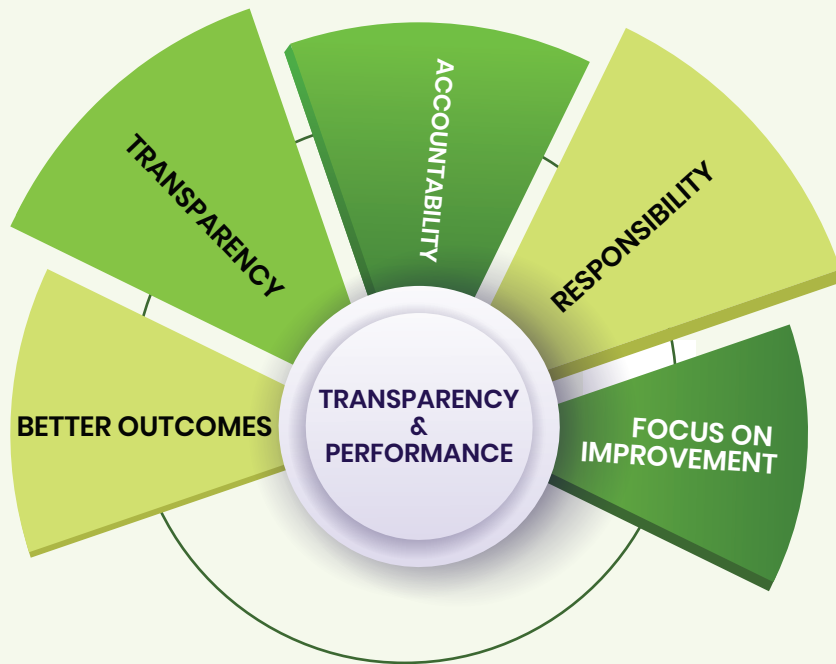 TRANSPARENCY
ACCOUNTABILITY
RESPONSIBILITY
BETTER OUTCOMES
TRANSPARENCY
&
PERFORMANCE
FOCUS ON
IMPROVEMENT